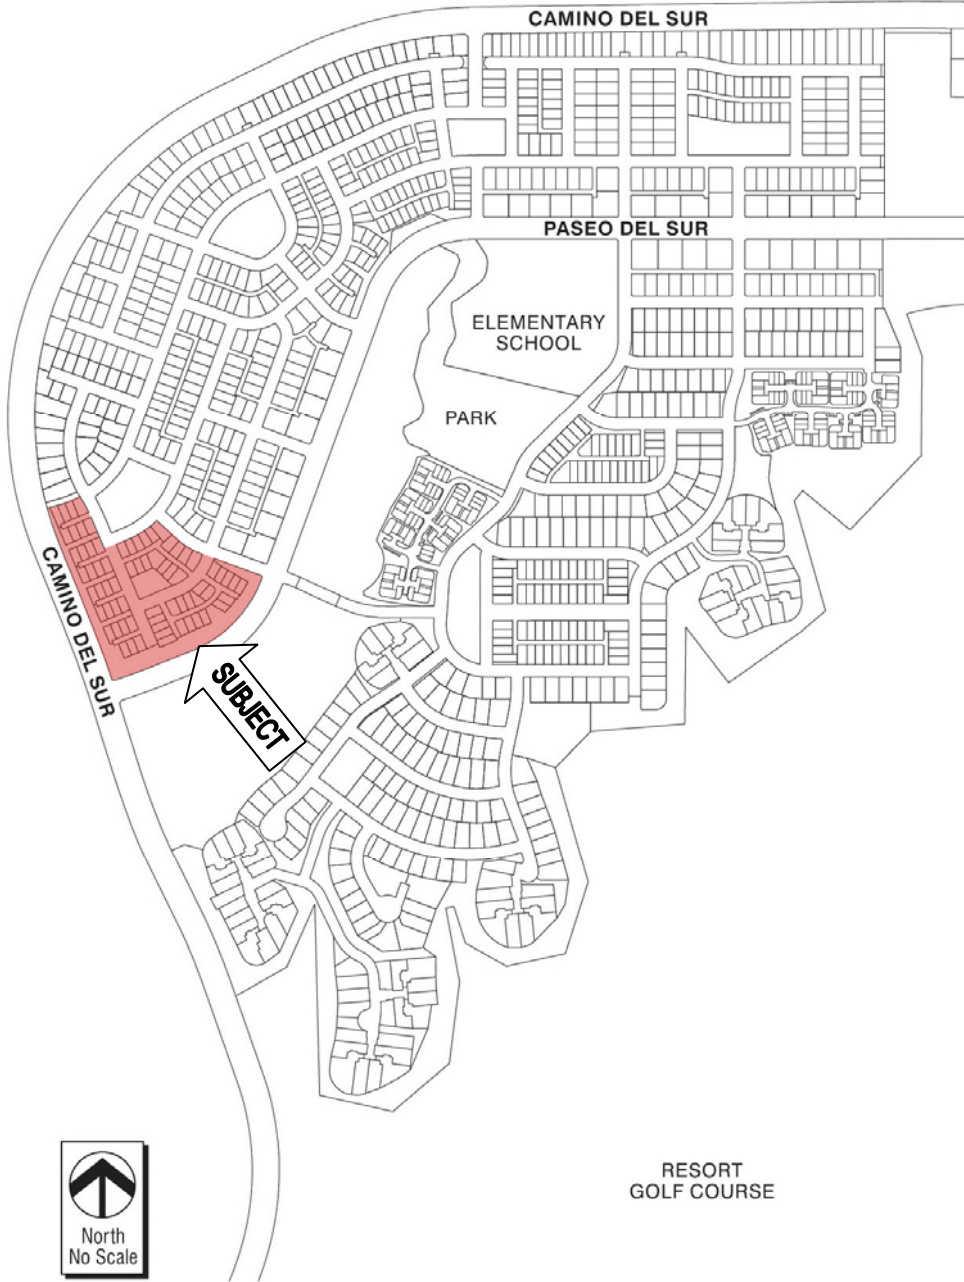 CAMINO DEL SUR
PASEO DEL SUR
ELEMENTARY
SCHOOL
PARK
CAMINO DEL SUR
SUBJECT
RESORT
GOLF COURSE
North
No Scale